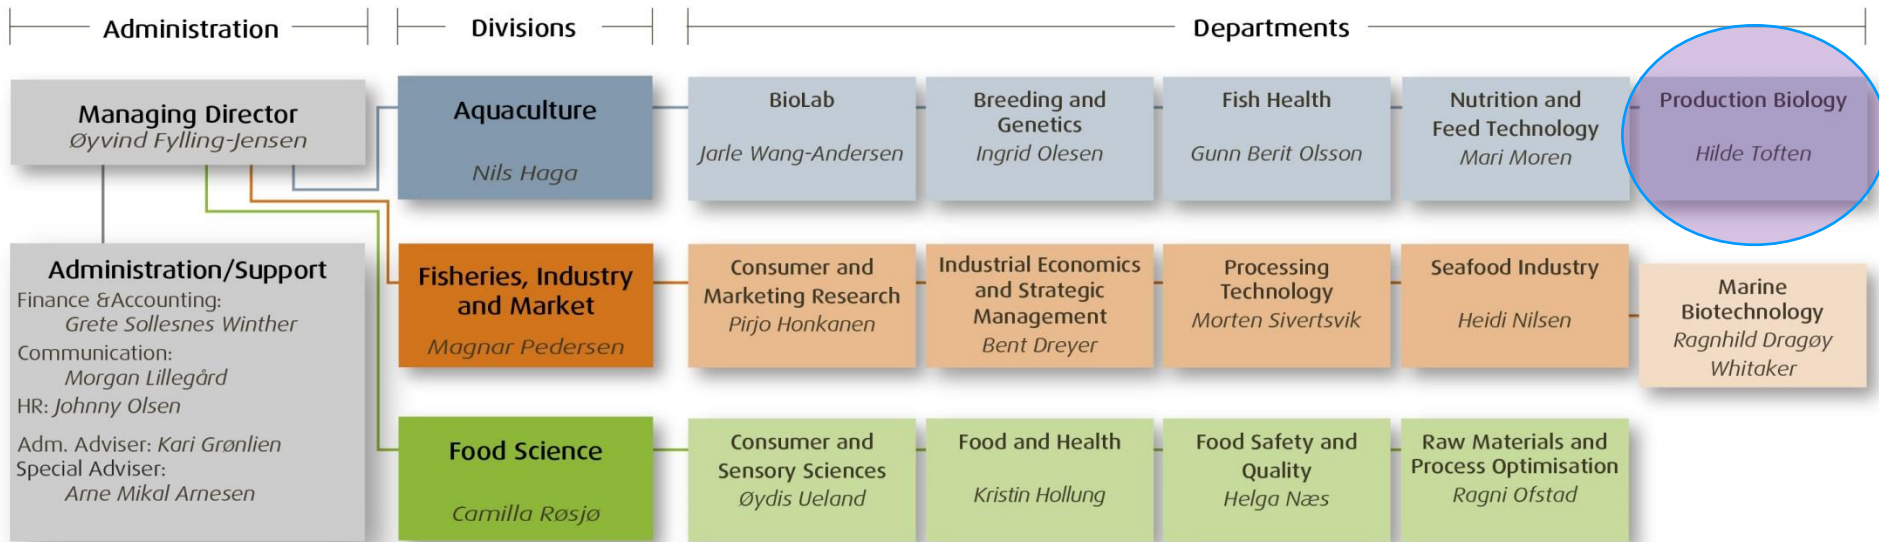 Administration
Divisions
Departments
Managing Director
Øyvind Fylling-Jensen
Administration/Support
Finance &Accounting:
Grete Sollesnes Winther
Communication:
Morgan Lillegård
HR: Johnny Olsen
Adm. Adviser: Kari Grønlien
Special Adviser:
Arne Mikal Arnesen
Aquaculture
Nils Haga
BioLab
Jarle Wang-Andersen
Breeding and
Genetics
Ingrid Olesen
Fish Health
Gunn Berit Olsson
Nutrition and
Feed Technology
Mari Moren
Production Biology
Hilde Toften
Fisheries, Industry
and Market
Magnar Pedersen
Consumer and
Marketing Research
Pirjo Honkanen
Industrial Economics
and Strategic
Management
Bent Dreyer
Processing
Technology
Morten Sivertsvik
Seafood Industry
Heidi Nilsen
Marine
Biotechnology
Ragnhild Dragøy
Whitaker
Food Science
Camilla Røsjø
Consumer and
Sensory Sciences
Øydis Ueland
Food and Health
Kristin Hollung
Food Safety and
Quality
Helga Næs
Raw Materials and
Process Optimisation
Ragni Ofstad